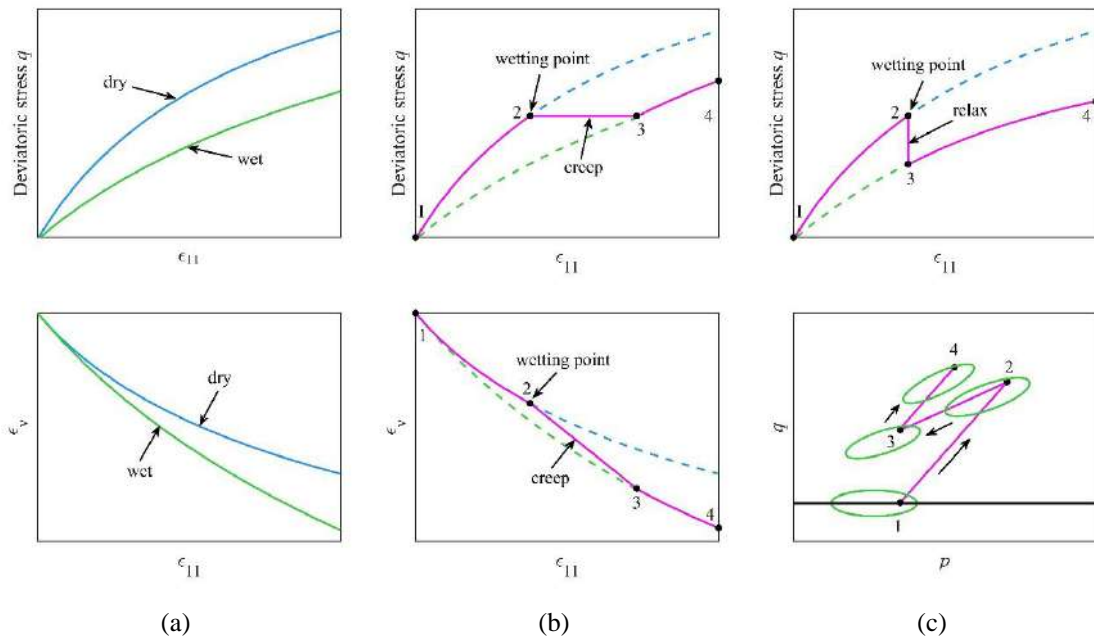 Deviatoric stress q
dry
wet
ϵ₁₁
Deviatoric stress q
wetting point
2
3
4
creep
1
ϵ₁₁
Deviatoric stress q
wetting point
2
relax
3
4
1
ϵ₁₁
ϵᵥ
dry
wet
ϵ₁₁
ϵᵥ
1
wetting point
2
creep
3
4
ϵ₁₁
q
4
2
3
1
p
(a)
(b)
(c)